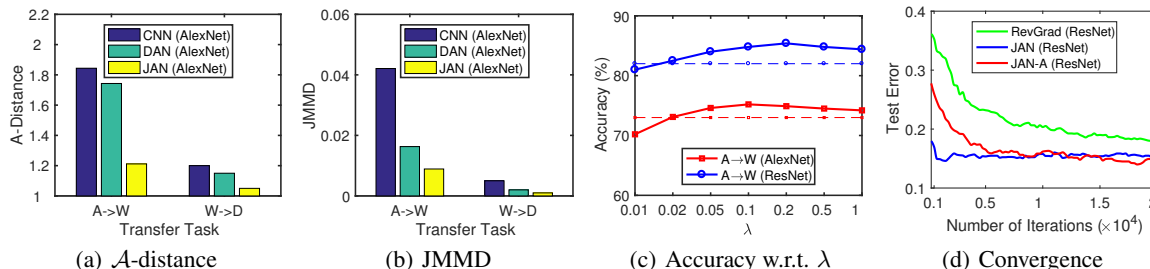 2.2
2
1.8
1.6
1.4
1.2
1
A-Distance
CNN (AlexNet)
DAN (AlexNet)
JAN (AlexNet)
A->W
W->D
Transfer Task
(a) 𝒜-distance
0.06
0.04
0.02
0
JMMD
CNN (AlexNet)
DAN (AlexNet)
JAN (AlexNet)
A->W
W->D
Transfer Task
(b) JMMD
90
80
70
60
Accuracy (%)
A→W (AlexNet)
A→W (ResNet)
0.01 0.02 0.05 0.1 0.2 0.5 1
λ
(c) Accuracy w.r.t. λ
0.4
0.3
0.2
0.1
Test Error
RevGrad (ResNet)
JAN (ResNet)
JAN-A (ResNet)
0.1 0.5 1 1.5 2
Number of Iterations (×10⁴)
(d) Convergence